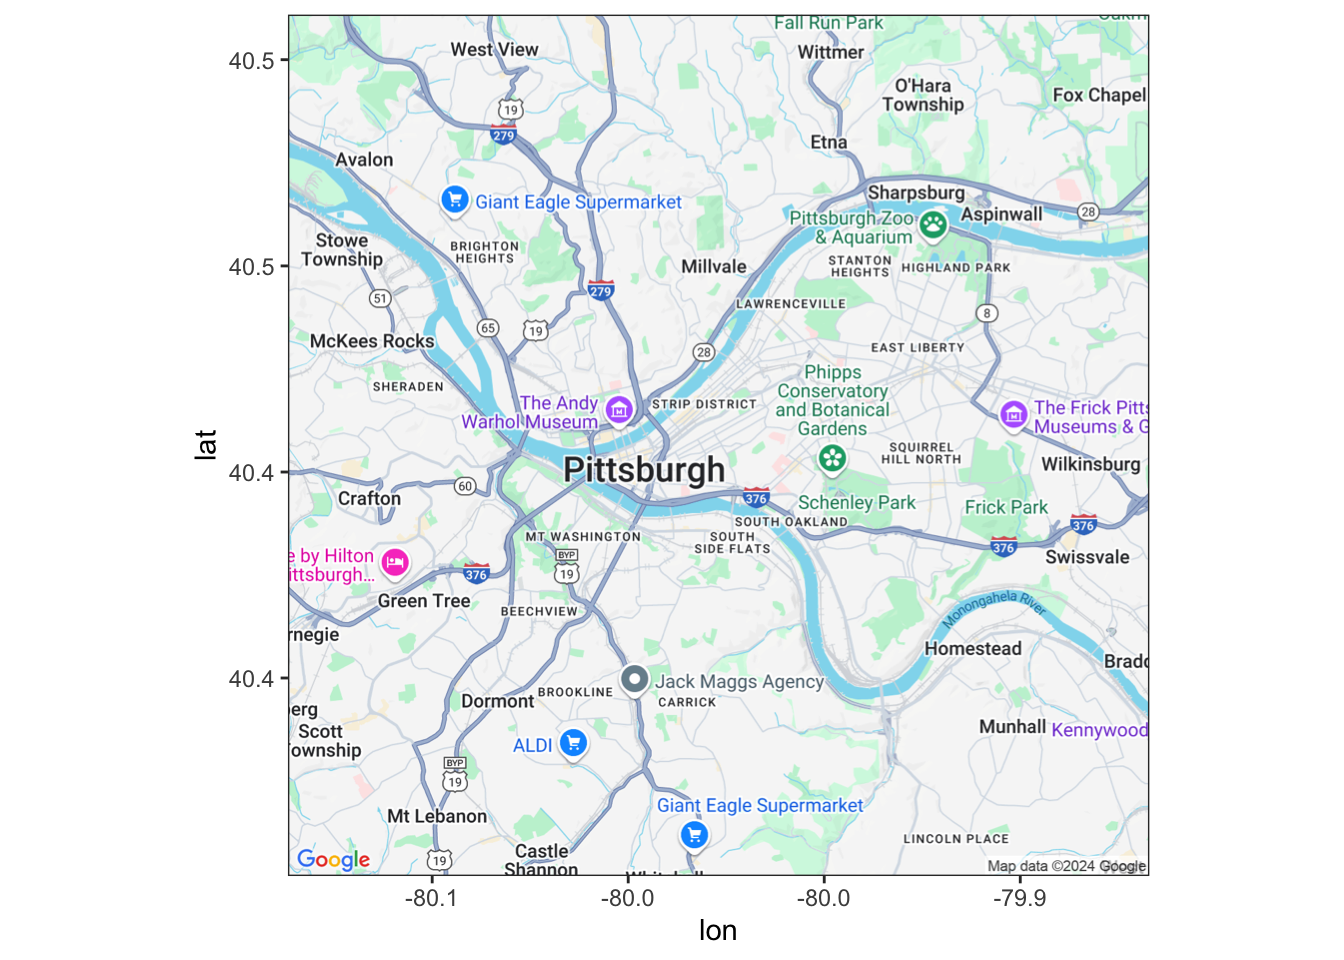 Fall Run Park
West View
Wittmer
O'Hara
Township
Fox Chapel
19
279
Etna
Avalon
Sharpsburg
Giant Eagle Supermarket
Pittsburgh Zoo
& Aquarium
Aspinwall
28
Stowe
Township
BRIGHTON
HEIGHTS
Millvale
STANTON
HEIGHTS
HIGHLAND PARK
279
51
LAWRENCEVILLE
8
65
19
McKees Rocks
28
EAST LIBERTY
SHERADEN
Phipps
Conservatory
and Botanical
Gardens
The Andy
Warhol Museum
STRIP DISTRICT
The Frick Pitts
Museums & G
SQUIRREL
HILL NORTH
Pittsburgh
Wilkinsburg
60
Crafton
376
Schenley Park
Frick Park
SOUTH OAKLAND
376
MT WASHINGTON
SOUTH
SIDE FLATS
376
e by Hilton
ittsburgh...
BYP
19
Swissvale
376
Green Tree
BEECHVIEW
Monongahela River
rnegie
Homestead
Bradd
Jack Maggs Agency
BROOKLINE
CARRICK
Dormont
berg
Scott
ownship
Munhall
Kennywood
ALDI
BYP
19
Giant Eagle Supermarket
Mt Lebanon
LINCOLN PLACE
Castle
Shannon
19
Google
Map data ©2024 Google
40.5
40.5
40.4
40.4
lat
-80.1
-80.0
-80.0
-79.9
lon